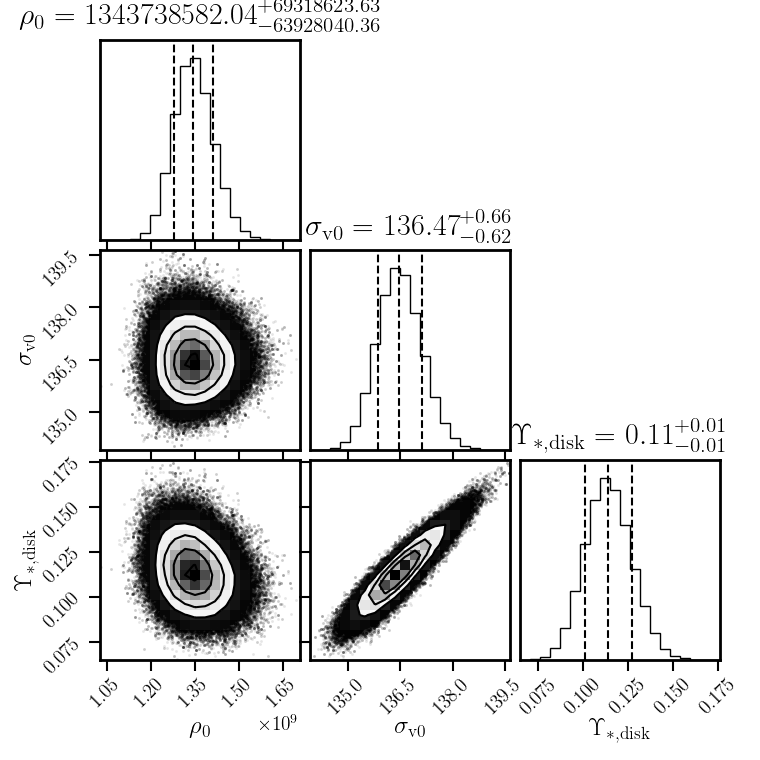 ρ₀ = 1343738582.04⁺⁶⁹³¹⁸⁶²³·⁶³₋₆₃₉₂₈₀₄₀.₃₆
σᵥ₀ = 136.47⁺⁰·⁶⁶₋₀.₆₂
139.5
138.0
136.5
135.0
σᵥ₀
ϒ*,disk = 0.11⁺⁰·⁰¹₋₀.₀₁
0.175
0.150
0.125
0.100
0.075
ϒ*,disk
1.05 1.20 1.35 1.50 1.65
×10⁹
ρ₀
135.0 136.5 138.0 139.5
σᵥ₀
0.075 0.100 0.125 0.150 0.175
ϒ*,disk